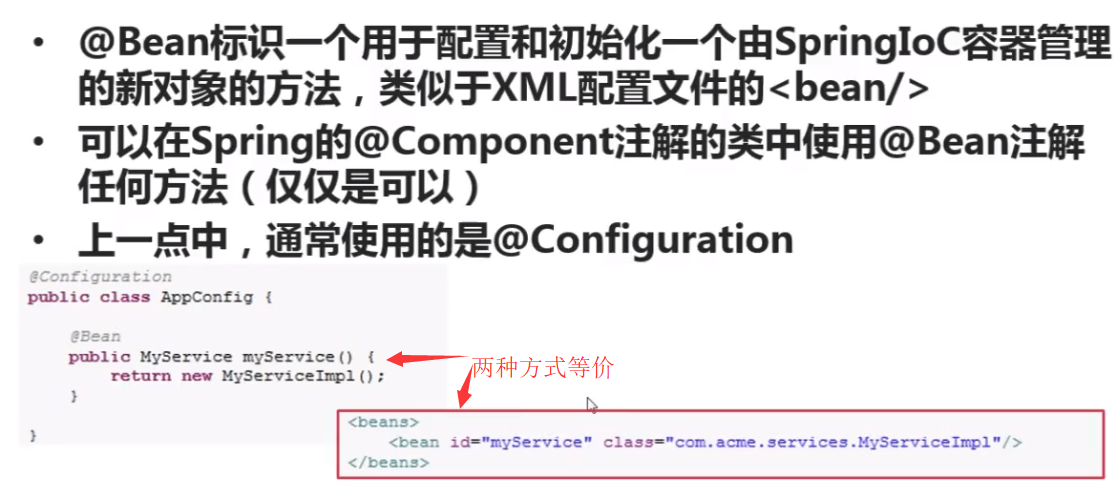 • @Bean标识一个用于配置和初始化一个由SpringIoC容器管理
的新对象的方法，类似于XML配置文件的<bean/>
• 可以在Spring的@Component注解的类中使用@Bean注解
任何方法（仅仅是可以）
• 上一点中，通常使用的是@Configuration
@Configuration
public class AppConfig {
@Bean
public MyService myService() {
return new MyServiceImpl();
}
}
两种方式等价
<beans>
<bean id="myService" class="com.acme.services.MyServiceImpl"/>
</beans>